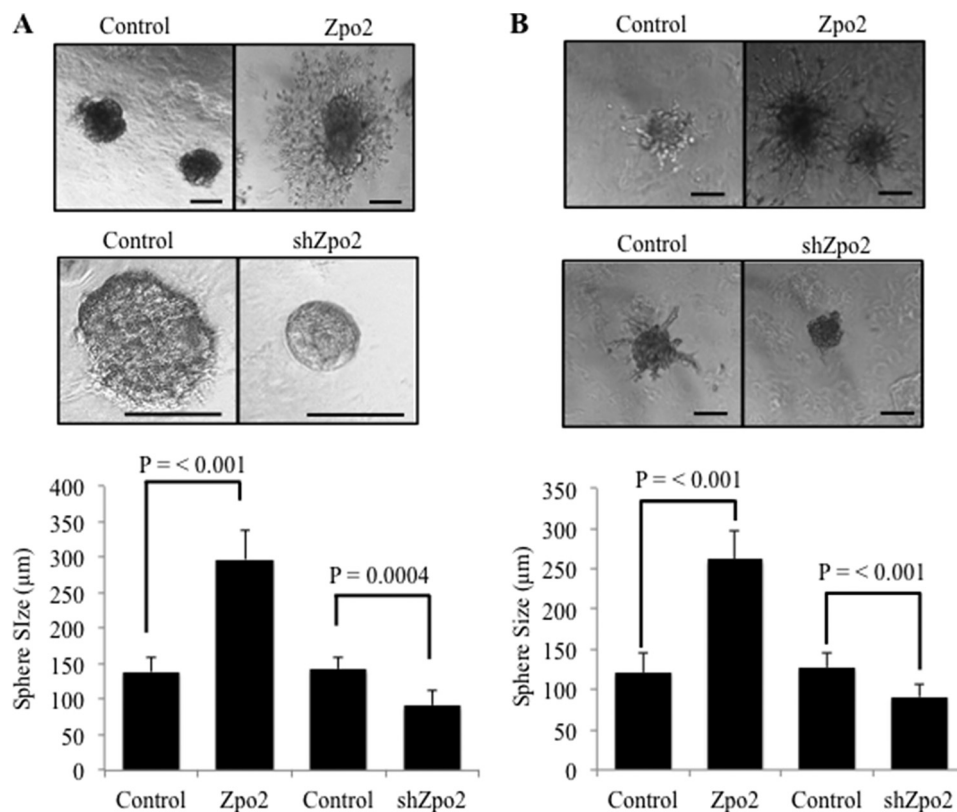 A
Control Zpo2
Control shZpo2
P = < 0.001
P = 0.0004
Sphere SIze (μm)
400
350
300
250
200
150
100
50
0
Control Zpo2 Control shZpo2
B
Control Zpo2
Control shZpo2
P = < 0.001
P = < 0.001
Sphere Size (μm)
350
300
250
200
150
100
50
0
Control Zpo2 Control shZpo2